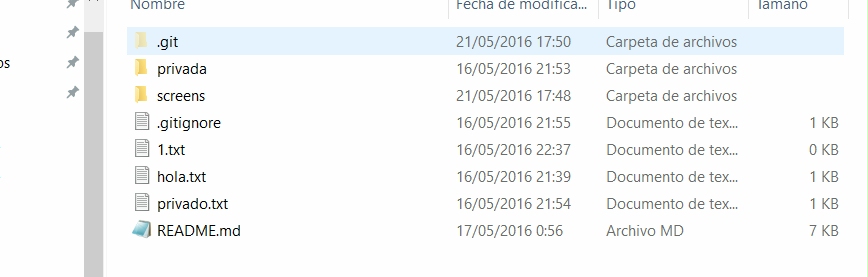 Nombre Fecha de modifica... Tipo Tamaño
.git 21/05/2016 17:50 Carpeta de archivos
privada 16/05/2016 21:53 Carpeta de archivos
os screens 21/05/2016 17:48 Carpeta de archivos
.gitignore 16/05/2016 21:55 Documento de tex... 1 KB
1.txt 16/05/2016 22:37 Documento de tex... 0 KB
hola.txt 16/05/2016 21:39 Documento de tex... 1 KB
privado.txt 16/05/2016 21:54 Documento de tex... 1 KB
README.md 17/05/2016 0:56 Archivo MD 7 KB